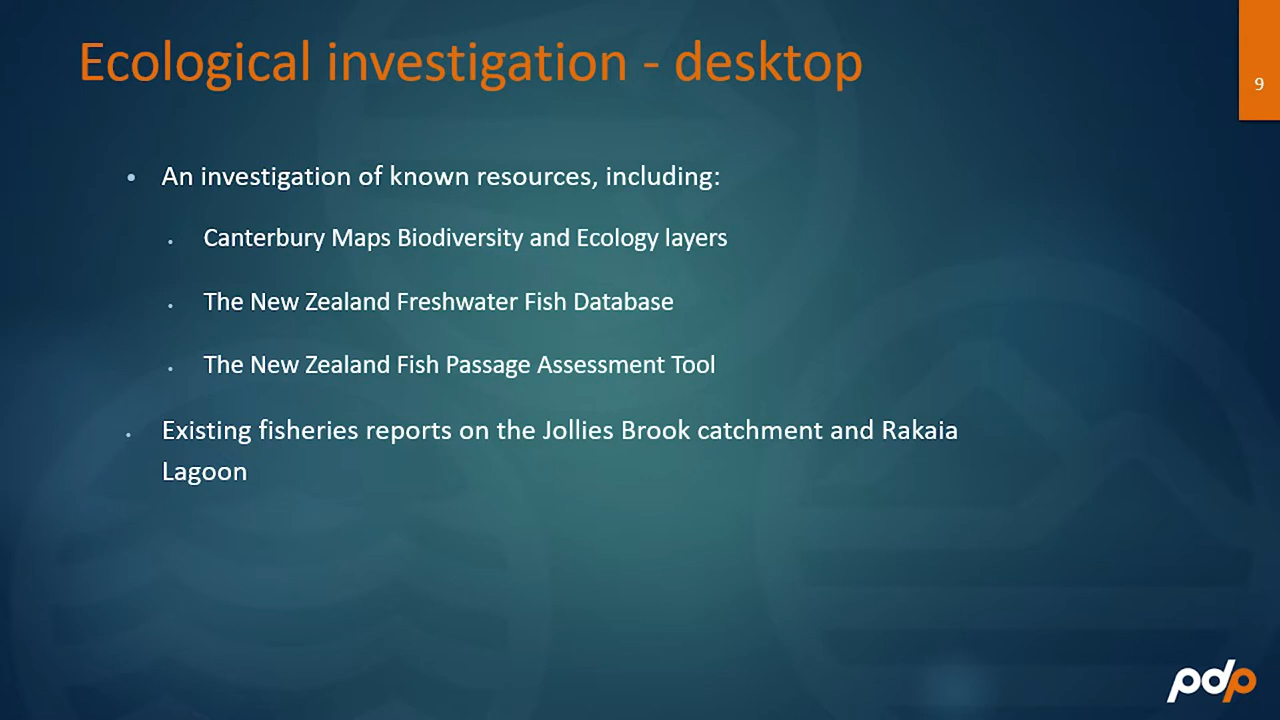 Ecological investigation - desktop
9
• An investigation of known resources, including:
• Canterbury Maps Biodiversity and Ecology layers
• The New Zealand Freshwater Fish Database
• The New Zealand Fish Passage Assessment Tool
• Existing fisheries reports on the Jollies Brook catchment and Rakaia
Lagoon
pdp